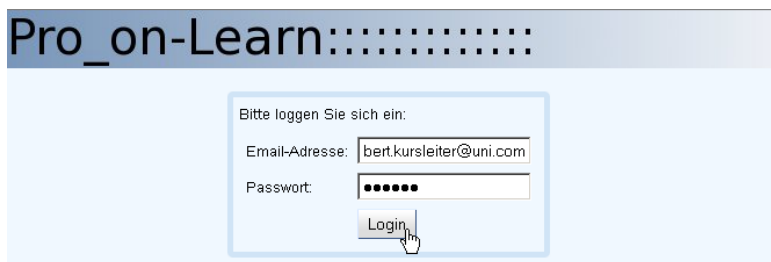 Pro_on-Learn:::::::::::::
Bitte loggen Sie sich ein:
Email-Adresse: bert.kursleiter@uni.com
Passwort: ●●●●●●
Login